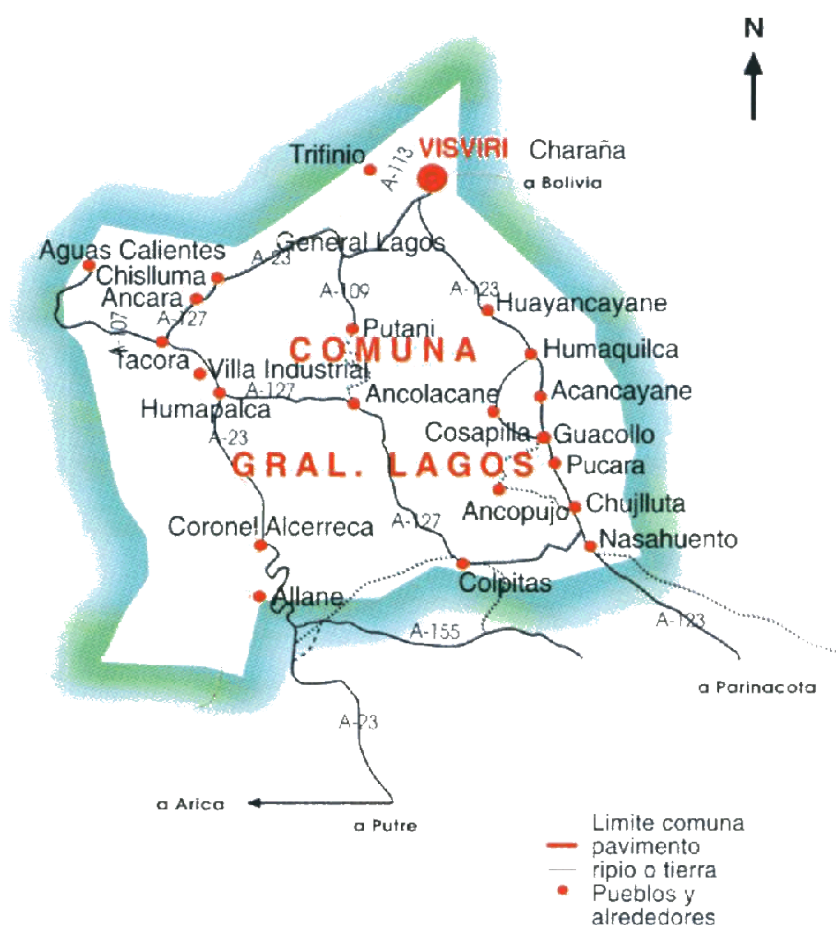 N
Trifinio
A-113
VISVIRI
Charaña
a Bolivia
General Lagos
Aguas Calientes
A-23
Chislluma
Ancara
A-127
A-109
A-123
Huayancayane
A-107
Putani
Tacora
COMUNA
Humaquilca
Villa Industrial
Humapalca
A-127
Ancolacane
Acancayane
A-23
Cosapilla
Guacollo
GRAL. LAGOS
Pucara
Ancopujo
Chujlluta
Coronel Alcerreca
A-127
Nasahuento
Colpitas
Allane
A-155
A-123
a Parinacota
A-23
a Arica
a Putre
Limite comuna
pavimento
ripio o tierra
Pueblos y
alrededores